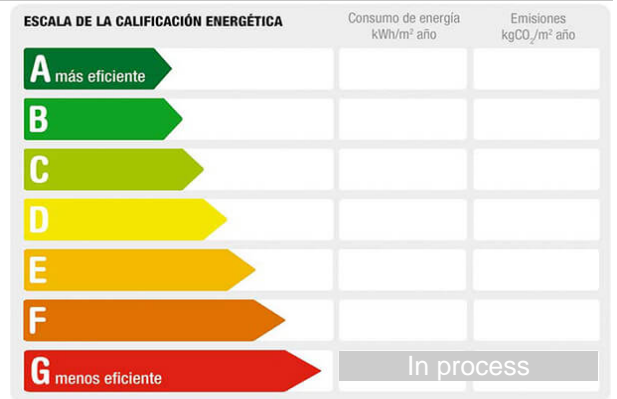 ESCALA DE LA CALIFICACIÓN ENERGÉTICA
Consumo de energía
kWh/m² año
Emisiones
kgCO₂/m² año
A más eficiente
B
C
D
E
F
G menos eficiente
In process